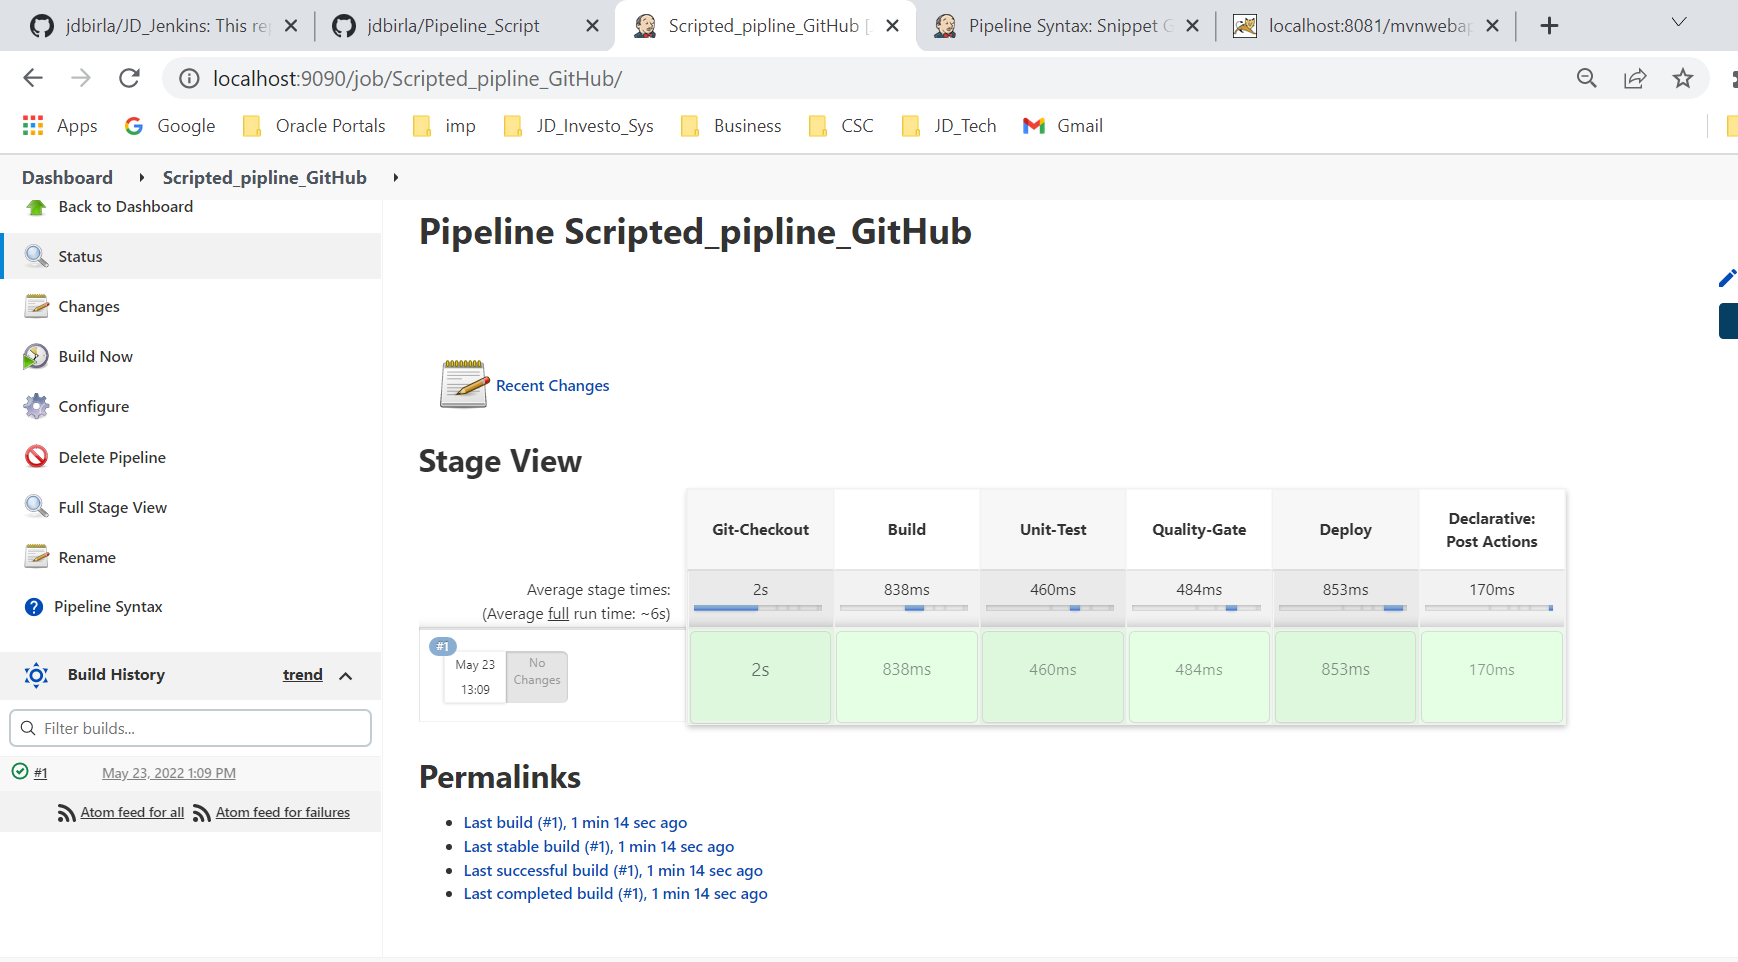 jdbirla/JD_Jenkins: This re
jdbirla/Pipeline_Script
Scripted_pipline_GitHub [
Pipeline Syntax: Snippet G
localhost:8081/mvnwebap
localhost:9090/job/Scripted_pipline_GitHub/
Apps
Google
Oracle Portals
imp
JD_Investo_Sys
Business
CSC
JD_Tech
Gmail
Dashboard
Scripted_pipline_GitHub
Back to Dashboard
Status
Changes
Build Now
Configure
Delete Pipeline
Full Stage View
Rename
Pipeline Syntax
Build History
trend
Filter builds...
#1
May 23, 2022 1:09 PM
Atom feed for all
Atom feed for failures
Pipeline Scripted_pipline_GitHub
Recent Changes
Stage View
Git-Checkout
Build
Unit-Test
Quality-Gate
Deploy
Declarative:
Post Actions
Average stage times:
(Average full run time: ~6s)
2s
838ms
460ms
484ms
853ms
170ms
#1
May 23
13:09
No
Changes
2s
838ms
460ms
484ms
853ms
170ms
Permalinks
Last build (#1), 1 min 14 sec ago
Last stable build (#1), 1 min 14 sec ago
Last successful build (#1), 1 min 14 sec ago
Last completed build (#1), 1 min 14 sec ago